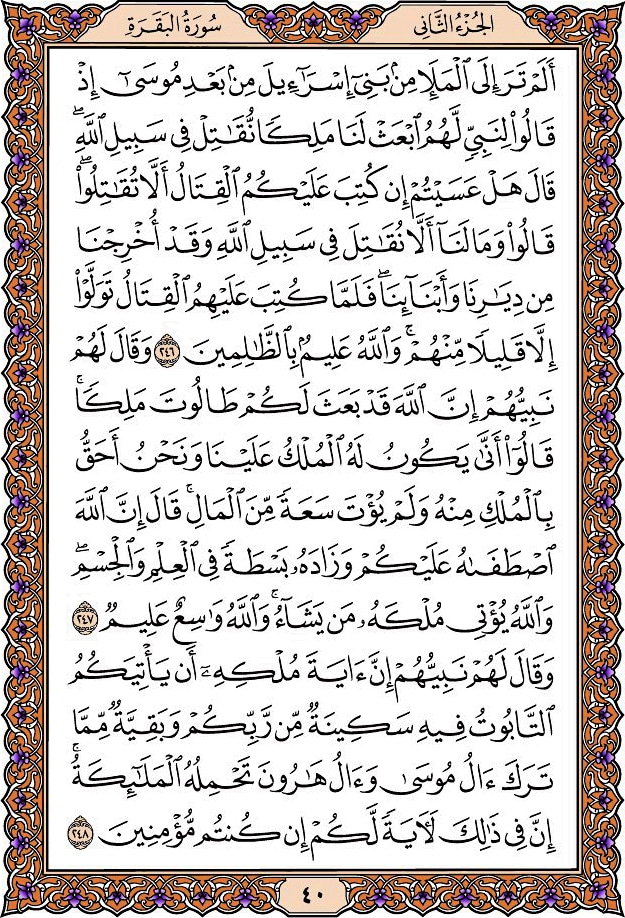 الجُزْءُ الثَّانِي
سُورَةُ البَقَرَةِ
أَلَمْ تَرَ إِلَى ٱلْمَلَإِ مِنۢ بَنِىٓ إِسْرَٰٓءِيلَ مِنۢ بَعْدِ مُوسَىٰٓ إِذْ
قَالُوا۟ لِنَبِىٍّ لَّهُمُ ٱبْعَثْ لَنَا مَلِكًا نُّقَٰتِلْ فِى سَبِيلِ ٱللَّهِ ۖ
قَالَ هَلْ عَسَيْتُمْ إِن كُتِبَ عَلَيْكُمُ ٱلْقِتَالُ أَلَّا تُقَٰتِلُوا۟ ۖ
قَالُوا۟ وَمَا لَنَآ أَلَّا نُقَٰتِلَ فِى سَبِيلِ ٱللَّهِ وَقَدْ أُخْرِجْنَا
مِن دِيَٰرِنَا وَأَبْنَآئِنَا ۖ فَلَمَّا كُتِبَ عَلَيْهِمُ ٱلْقِتَالُ تَوَلَّوْا۟
إِلَّا قَلِيلًا مِّنْهُمْ ۗ وَٱللَّهُ عَلِيمٌۢ بِٱلظَّٰلِمِينَ ٢٤٦ وَقَالَ لَهُمْ
نَبِيُّهُمْ إِنَّ ٱللَّهَ قَدْ بَعَثَ لَكُمْ طَالُوتَ مَلِكًا ۚ
قَالُوٓا۟ أَنَّىٰ يَكُونُ لَهُ ٱلْمُلْكُ عَلَيْنَا وَنَحْنُ أَحَقُّ
بِٱلْمُلْكِ مِنْهُ وَلَمْ يُؤْتَ سَعَةً مِّنَ ٱلْمَالِ ۚ قَالَ إِنَّ ٱللَّهَ
ٱصْطَفَىٰهُ عَلَيْكُمْ وَزَادَهُۥ بَسْطَةً فِى ٱلْعِلْمِ وَٱلْجِسْمِ ۖ
وَٱللَّهُ يُؤْتِى مُلْكَهُۥ مَن يَشَآءُ ۚ وَٱللَّهُ وَٰسِعٌ عَلِيمٌ ٢٤٧
وَقَالَ لَهُمْ نَبِيُّهُمْ إِنَّ ءَايَةَ مُلْكِهِۦٓ أَن يَأْتِيَكُمُ
ٱلتَّابُوتُ فِيهِ سَكِينَةٌ مِّن رَّبِّكُمْ وَبَقِيَّةٌ مِّمَّا
تَرَكَ ءَالُ مُوسَىٰ وَءَالُ هَٰرُونَ تَحْمِلُهُ ٱلْمَلَٰٓئِكَةُ ۚ
إِنَّ فِى ذَٰلِكَ لَءَايَةً لَّكُمْ إِن كُنتُم مُّؤْمِنِينَ ٢٤٨
٤٠